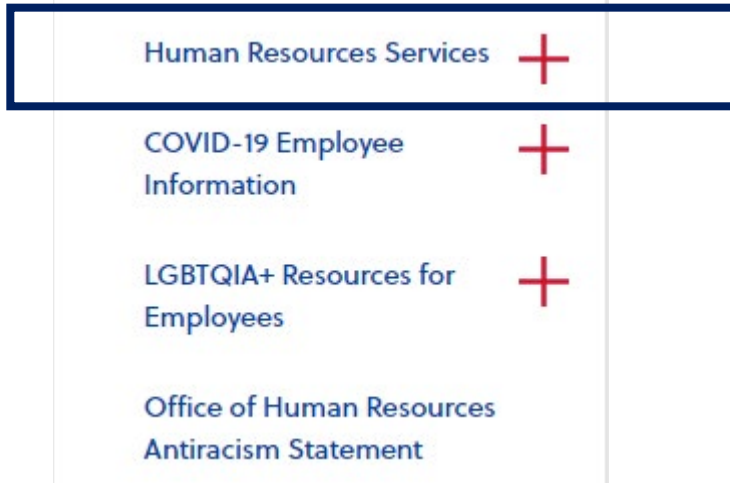 Human Resources Services
COVID-19 Employee
Information
LGBTQIA+ Resources for
Employees
Office of Human Resources
Antiracism Statement